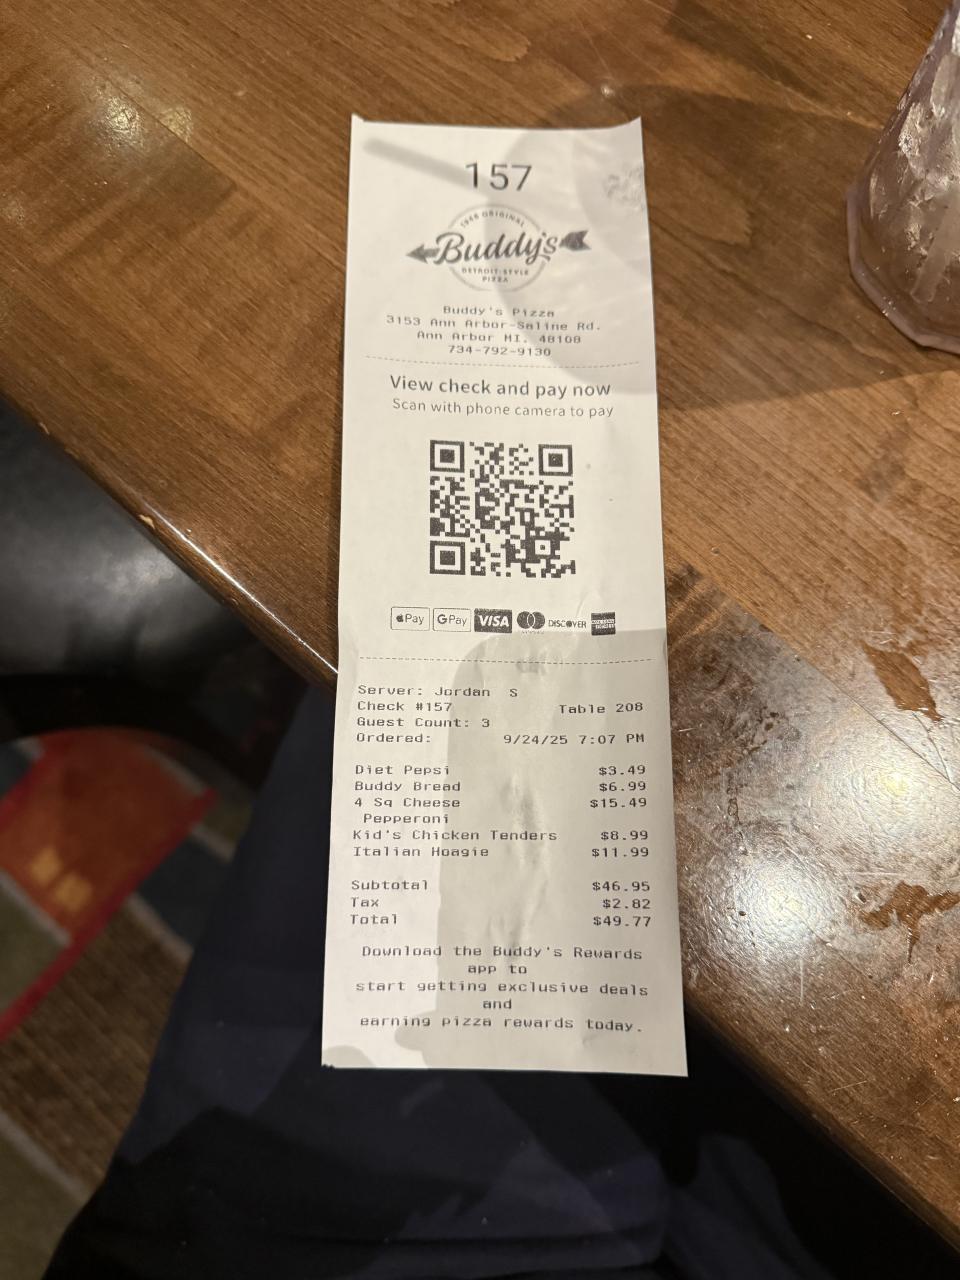 157
1946 ORIGINAL
Buddy's
DETROIT-STYLE
PIZZA
Buddy's Pizza
3153 Ann Arbor-Saline Rd.
Ann Arbor MI, 48108
734-792-9130
View check and pay now
Scan with phone camera to pay
Pay G Pay VISA DISCOVER
Server: Jordan S
Check #157 Table 208
Guest Count: 3
Ordered: 9/24/25 7:07 PM
Diet Pepsi $3.49
Buddy Bread $6.99
4 Sq Cheese $15.49
Pepperoni
Kid's Chicken Tenders $8.99
Italian Hoagie $11.99
Subtotal $46.95
Tax $2.82
Total $49.77
Download the Buddy's Rewards
app to
start getting exclusive deals
and
earning pizza rewards today.